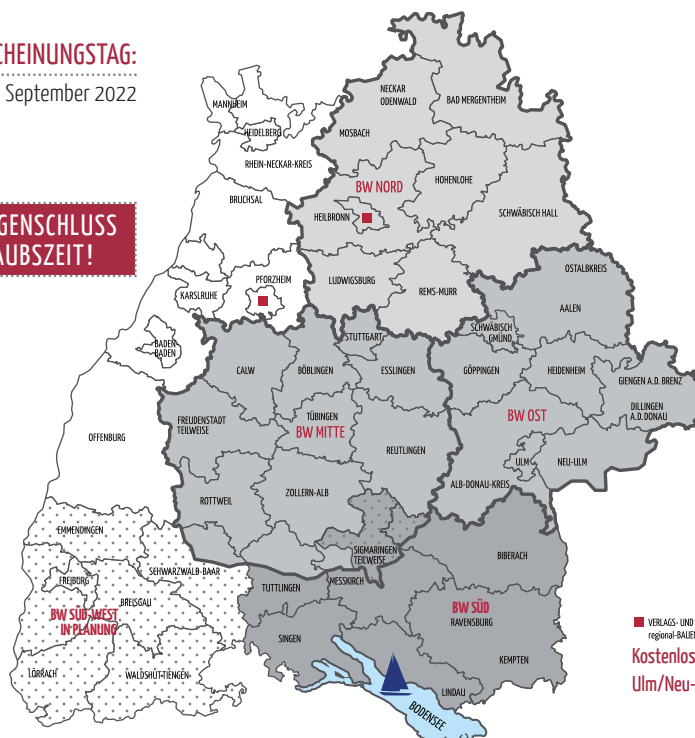 CHEINUNGSTAG:
September 2022
GENSCHLUSS
AUBSZEIT!
MANNHEIM
HEIDELBERG
RHEIN-NECKAR-KREIS
BRUCHSAL
KARSLRUHE
PFORZHEIM
BADEN-
BADEN
OFFENBURG
NECKAR
ODENWALD
BAD MERGENTHEIM
MOSBACH
BW NORD
HOHENLOHE
HEILBRONN
SCHWÄBISCH HALL
LUDWIGSBURG
REMS-MURR
OSTALBKREIS
AALEN
SCHWÄBISCH
GMÜND
GÖPPINGEN
HEIDENHEIM
GIENGEN A.D. BRENZ
DILLINGEN
A.D. DONAU
BW OST
ULM
NEU-ULM
ALB-DONAU-KREIS
STUTTGART
CALW
BÖBLINGEN
ESSLINGEN
FREUDENSTADT
TEILWEISE
TÜBINGEN
BW MITTE
REUTLINGEN
ROTTWEIL
ZOLLERN-ALB
SIGMARINGEN
TEILWEISE
EMMENDINGEN
SCHWARZWALD-BAAR
FREIBURG
BREISGAU
BW SÜD-WEST
IN PLANUNG
LÖRRACH
WALDSHUT-TIENGEN
TUTTLINGEN
MESSKIRCH
BIBERACH
BW SÜD
RAVENSBURG
SINGEN
KEMPTEN
LINDAU
BODENSEE
VERLAGS- UND
regional-BAUE
Kostenlos
Ulm/Neu-